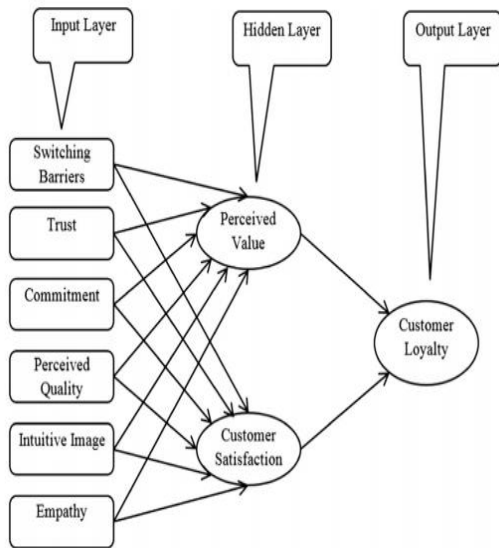 Input Layer
Hidden Layer
Output Layer
Switching
Barriers
Trust
Commitment
Perceived
Quality
Intuitive Image
Empathy
Perceived
Value
Customer
Satisfaction
Customer
Loyalty